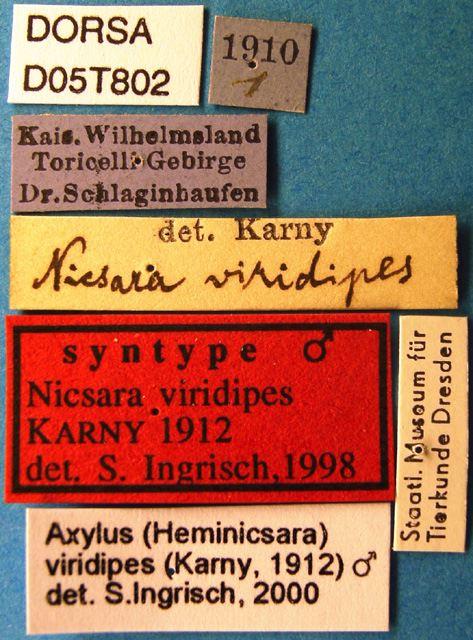 DORSA
D05T802
1910
1
Kais. Wilhelmsland
Toricelli-Gebirge
Dr. Schlaginhaufen
det. Karny
Nicsara viridipes
syntype ♂
Nicsara viridipes
KARNY 1912
det. S. Ingrisch, 1998
Staatl. Museum für
Tierkunde Dresden
Axylus (Heminicsara)
viridipes (Karny, 1912) ♂
det. S.Ingrisch, 2000